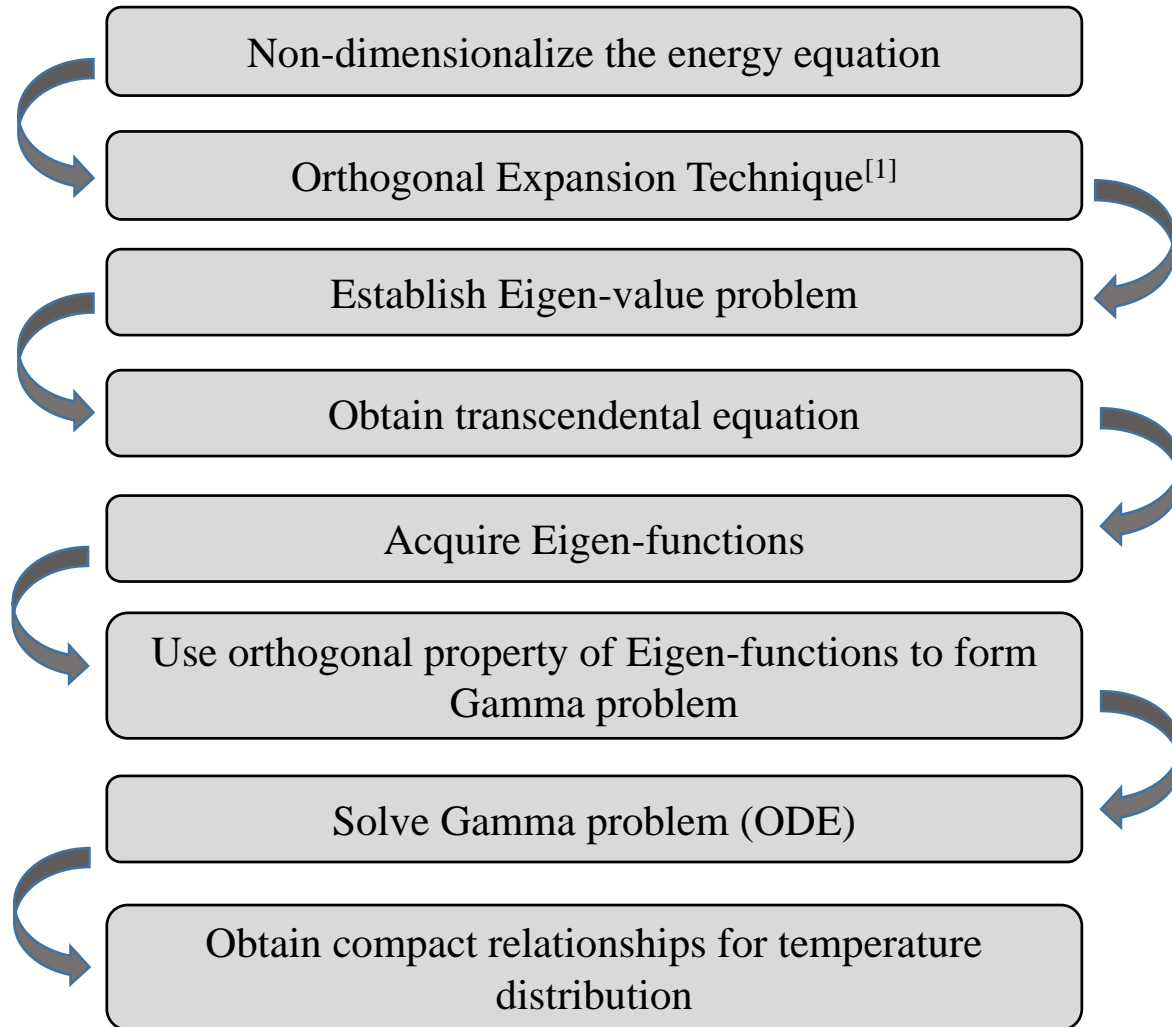 Non-dimensionalize the energy equation
Orthogonal Expansion Technique[1]
Establish Eigen-value problem
Obtain transcendental equation
Acquire Eigen-functions
Use orthogonal property of Eigen-functions to form
Gamma problem
Solve Gamma problem (ODE)
Obtain compact relationships for temperature
distribution